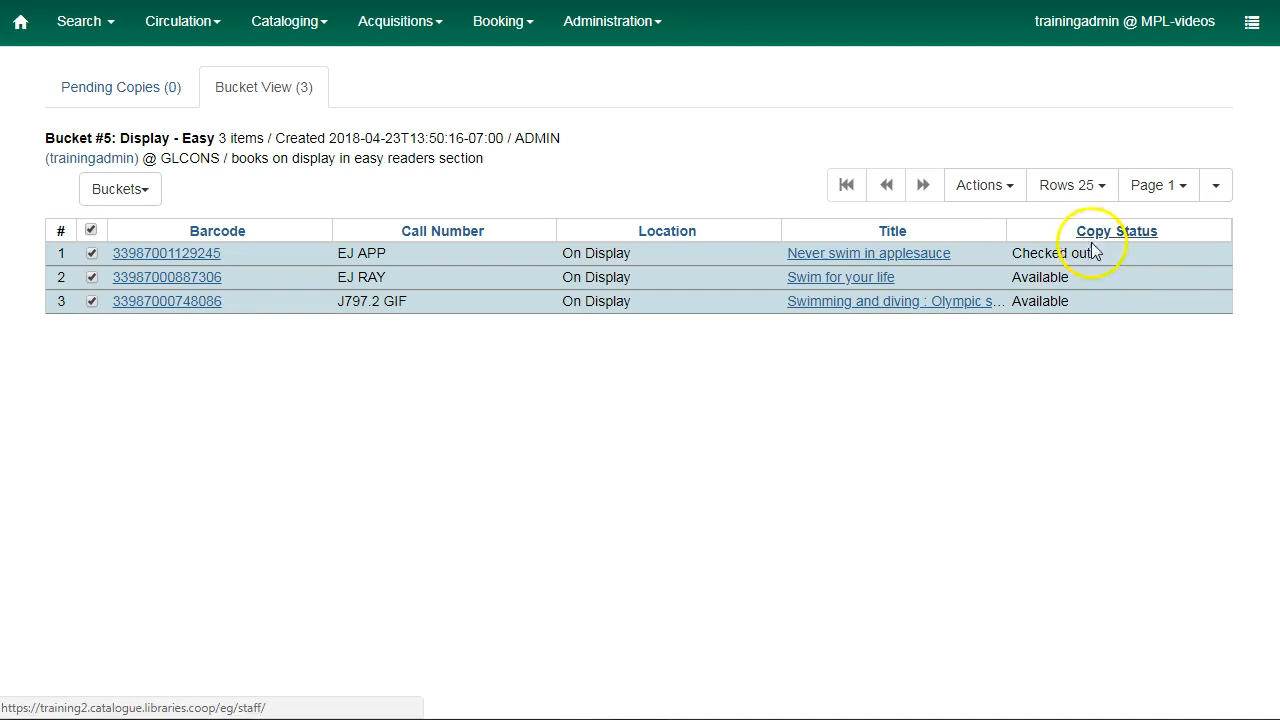 Search Circulation Cataloging Acquisitions Booking Administration trainingadmin @ MPL-videos
Pending Copies (0) Bucket View (3)
Bucket #5: Display - Easy 3 items / Created 2018-04-23T13:50:16-07:00 / ADMIN
(trainingadmin) @ GLCONS / books on display in easy readers section
Buckets Actions Rows 25 Page 1
# Barcode Call Number Location Title Copy Status
1 33987001129245 EJ APP On Display Never swim in applesauce Checked out
2 33987000887306 EJ RAY On Display Swim for your life Available
3 33987000748086 J797.2 GIF On Display Swimming and diving : Olympic s... Available
https://training2.catalogue.libraries.coop/eg/staff/